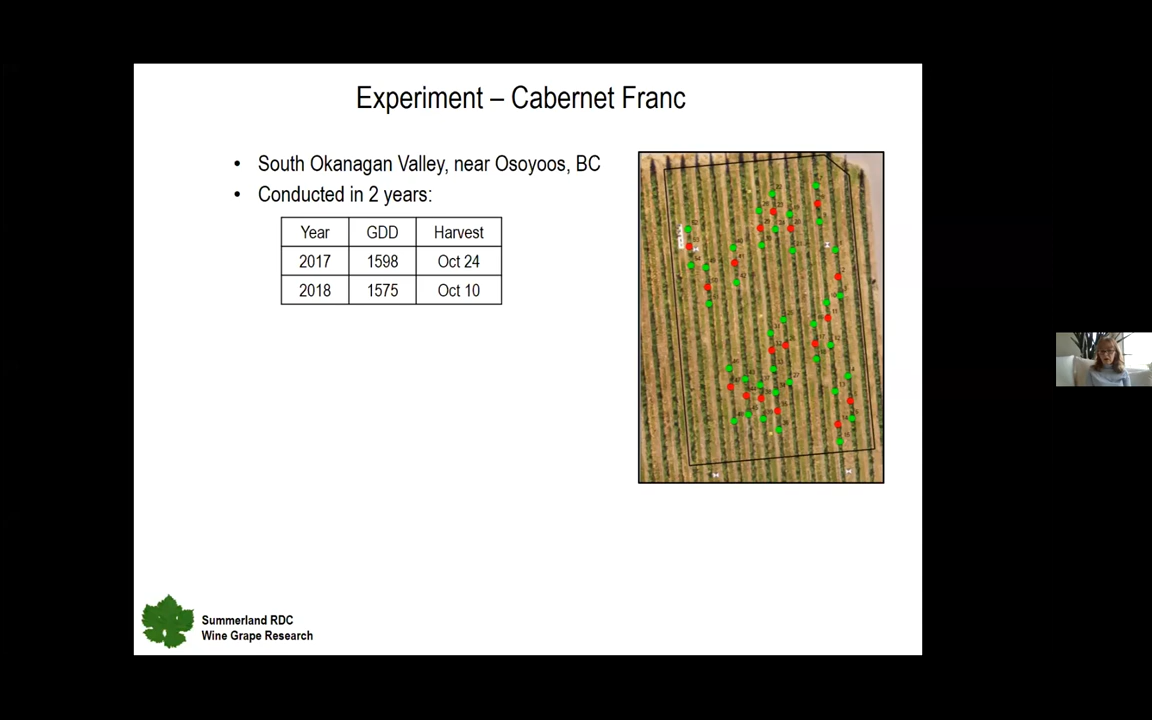 Experiment – Cabernet Franc
• South Okanagan Valley, near Osoyoos, BC
• Conducted in 2 years:
Year GDD Harvest
2017 1598 Oct 24
2018 1575 Oct 10
Summerland RDC
Wine Grape Research